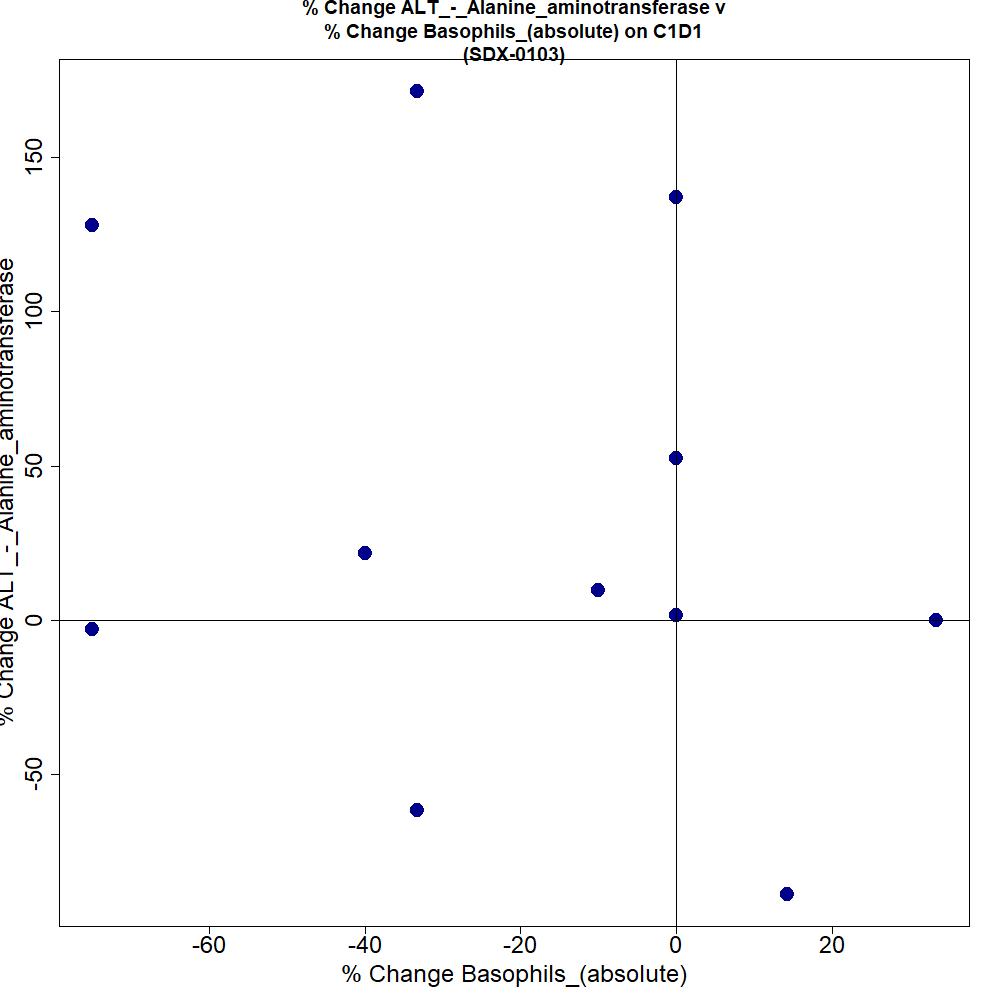 % Change ALT_-_Alanine_aminotransferase v
% Change Basophils_(absolute) on C1D1
(SDX-0103)
% Change ALT_-_Alanine_aminotransferase
150
100
50
0
-50
-60
-40
-20
0
20
% Change Basophils_(absolute)